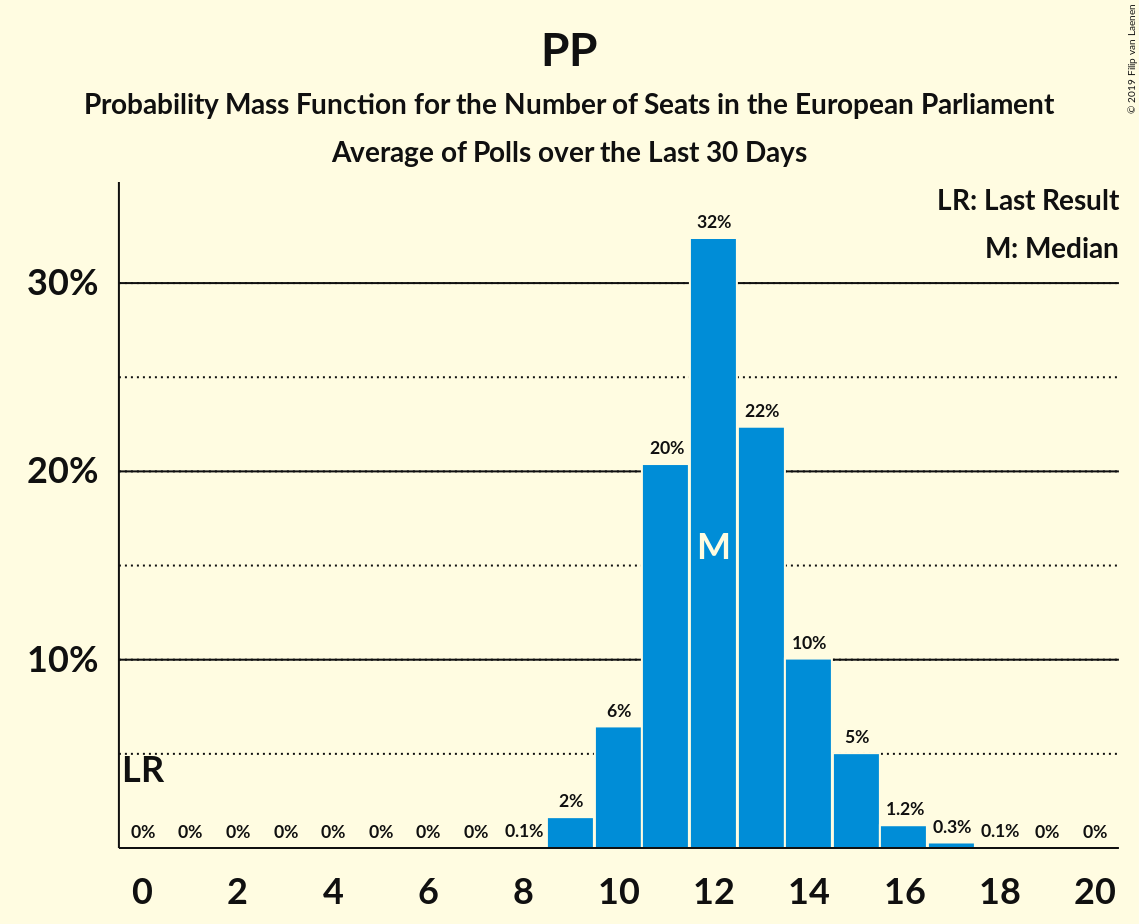 PP
Probability Mass Function for the Number of Seats in the European Parliament
Average of Polls over the Last 30 Days
© 2019 Filip van Laenen
LR: Last Result
M: Median
30%
20%
10%
32%
22%
20%
M
10%
6%
5%
LR
2%
1.2%
0% 0% 0% 0% 0% 0% 0% 0% 0.1% 0.3% 0.1% 0% 0%
0 2 4 6 8 10 12 14 16 18 20